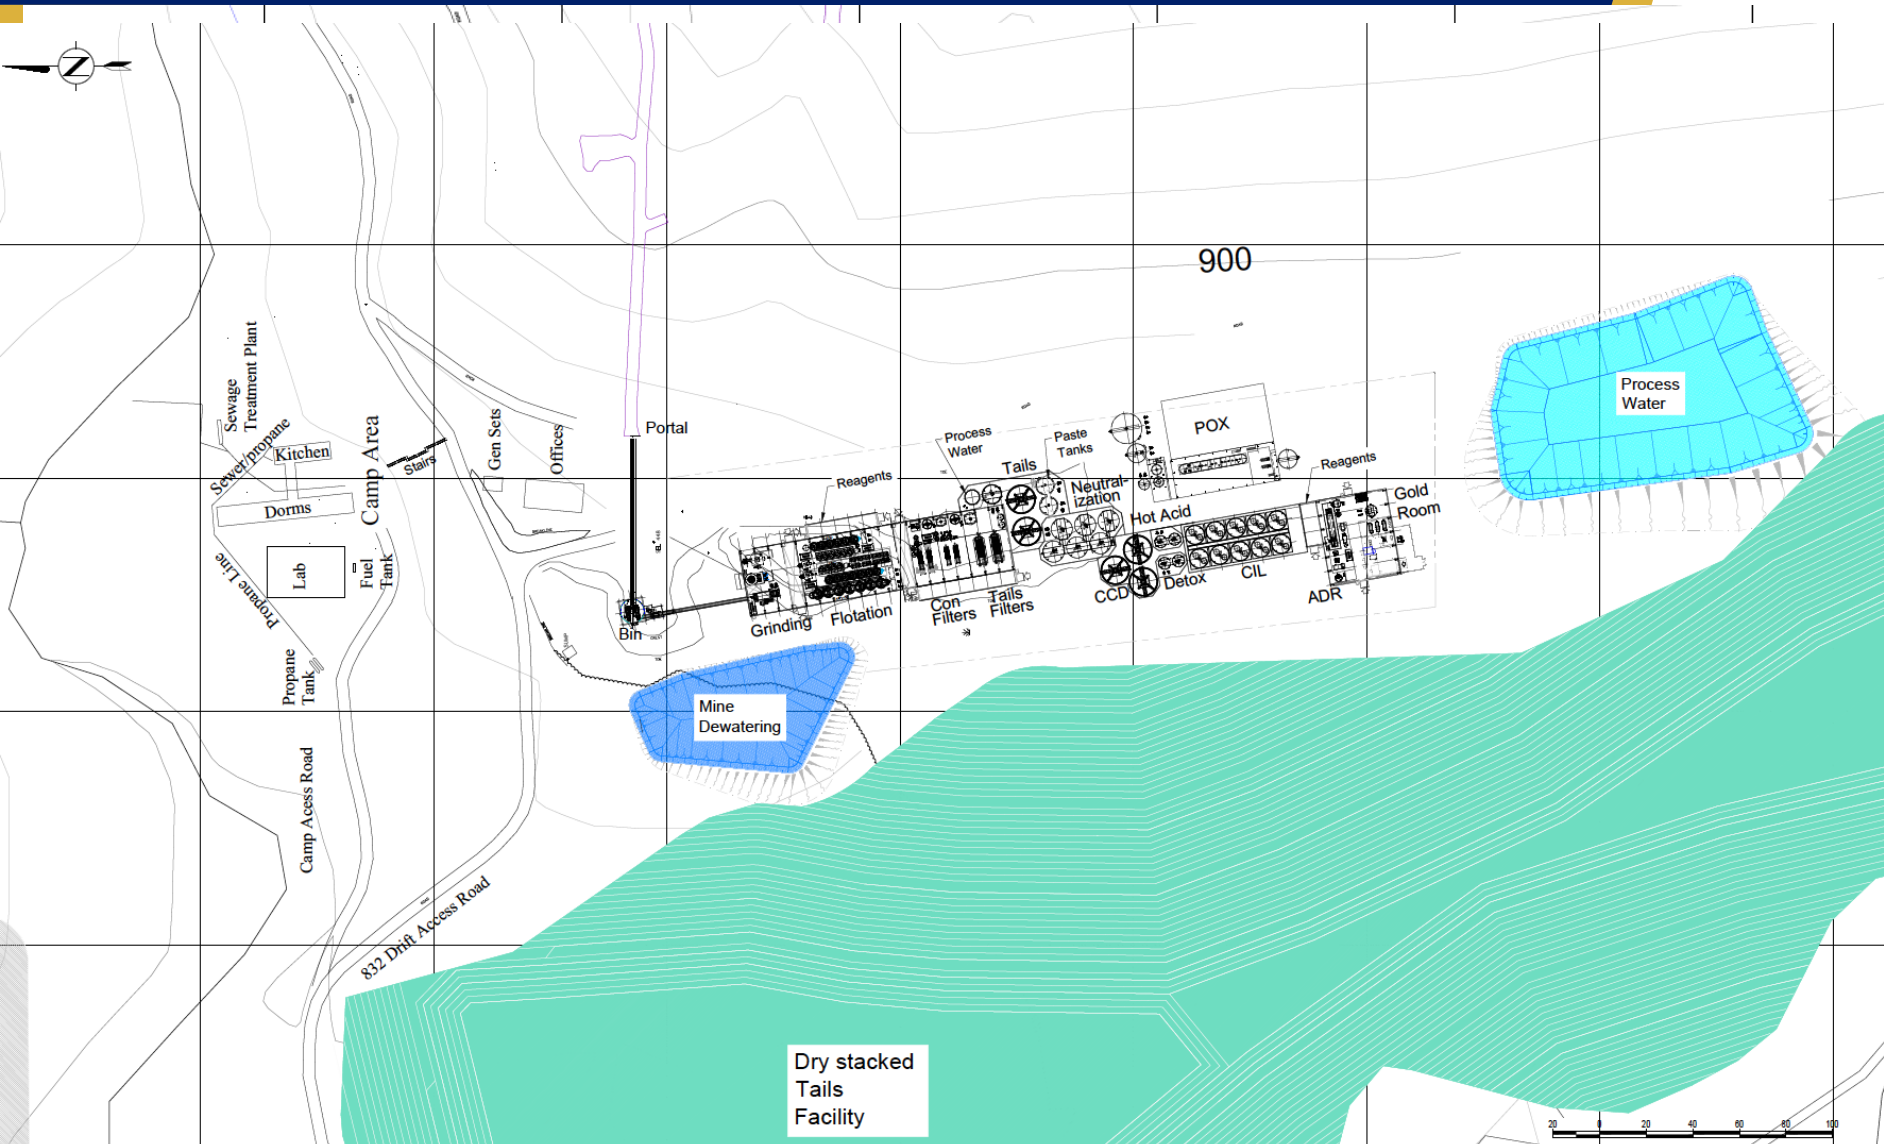 Z
900
Process
Water
Sewage
Treatment Plant
Sewer/propane
Kitchen
Dorms
Camp Area
Stairs
Gen Sets
Offices
Portal
Lab
Fuel
Tank
Propane Line
Propane
Tank
Camp Access Road
832 Drift Access Road
Bin
Grinding
Flotation
Reagents
Process
Water
Tails
Paste
Tanks
Neutral-
ization
Con
Filters
Tails
Filters
Hot Acid
CCD
Detox
CIL
POX
Reagents
Gold
Room
ADR
Mine
Dewatering
Dry stacked
Tails
Facility
20 0 20 40 60 80 100